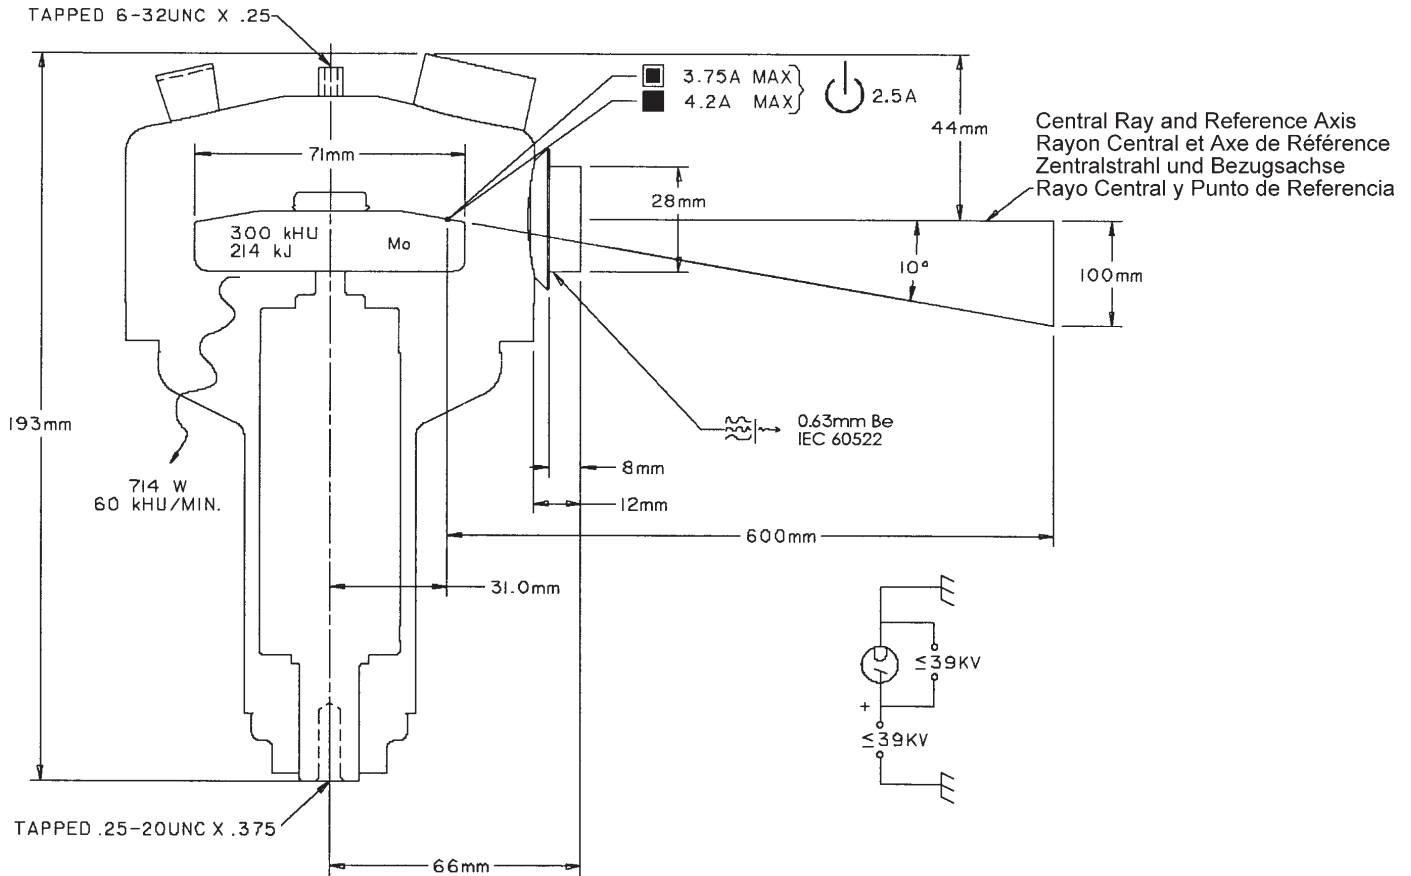 TAPPED 6-32UNC X .25
3.75A MAX
4.2A MAX
2.5A
44mm
Central Ray and Reference Axis
Rayon Central et Axe de Référence
Zentralstrahl und Bezugsachse
Rayo Central y Punto de Referencia
71mm
28mm
300 kHU
214 kJ
Mo
10°
100mm
193mm
0.63mm Be
IEC 60522
8mm
714 W
60 kHU/MIN.
12mm
600mm
31.0mm
≤39KV
+
≤39KV
TAPPED .25-20UNC X .375
66mm